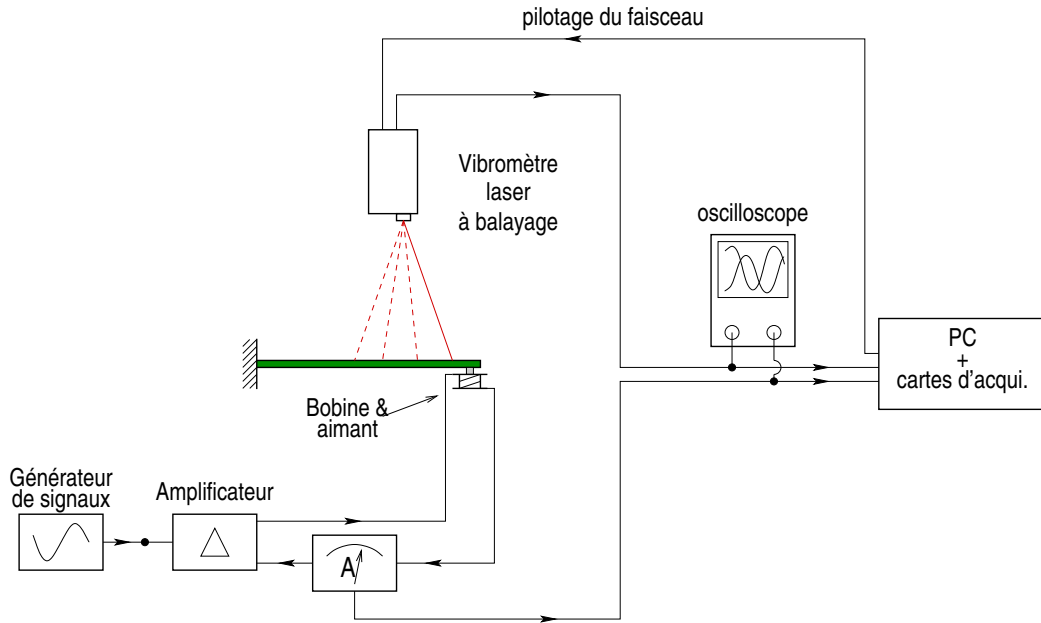 pilotage du faisceau
Vibromètre
laser
à balayage
oscilloscope
PC
+
cartes d'acqui.
Bobine &
aimant
Générateur
de signaux
Amplificateur
A